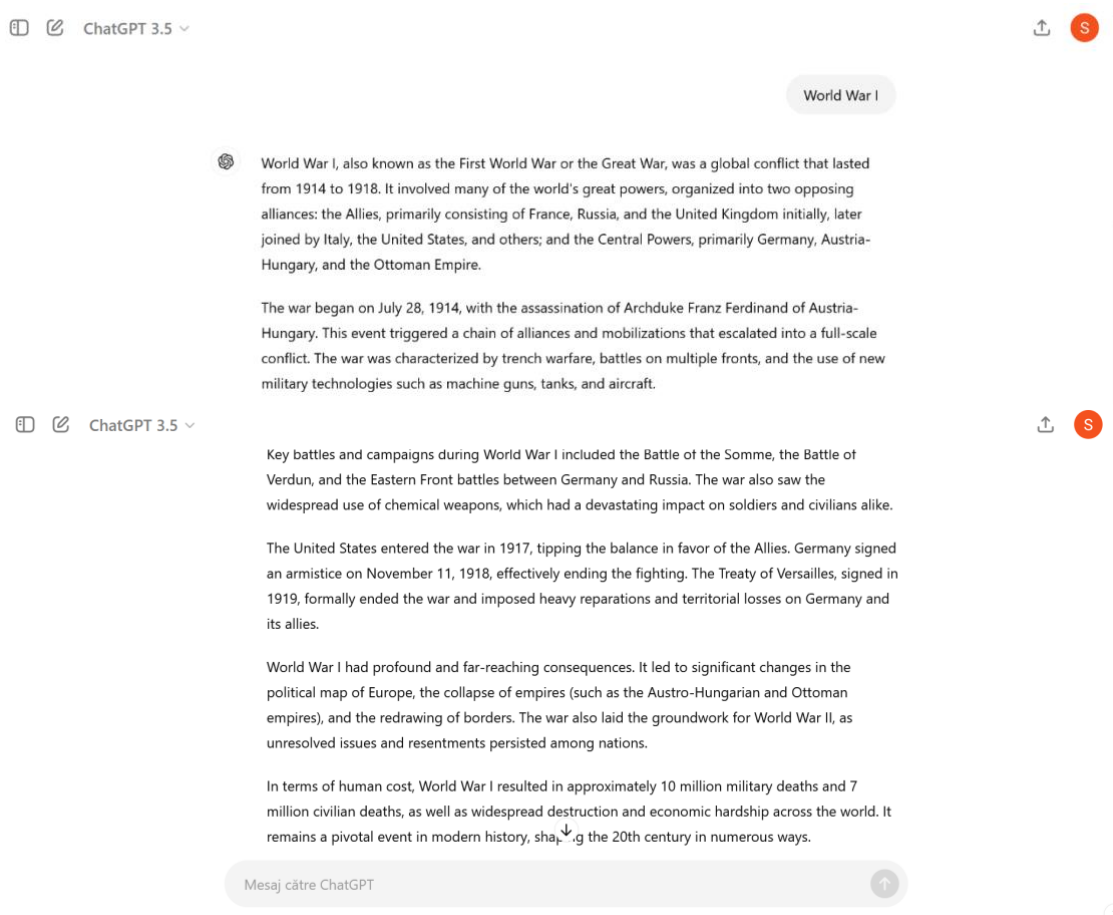 ChatGPT 3.5
S
World War I
World War I, also known as the First World War or the Great War, was a global conflict that lasted
from 1914 to 1918. It involved many of the world's great powers, organized into two opposing
alliances: the Allies, primarily consisting of France, Russia, and the United Kingdom initially, later
joined by Italy, the United States, and others; and the Central Powers, primarily Germany, Austria-
Hungary, and the Ottoman Empire.
The war began on July 28, 1914, with the assassination of Archduke Franz Ferdinand of Austria-
Hungary. This event triggered a chain of alliances and mobilizations that escalated into a full-scale
conflict. The war was characterized by trench warfare, battles on multiple fronts, and the use of new
military technologies such as machine guns, tanks, and aircraft.
ChatGPT 3.5
S
Key battles and campaigns during World War I included the Battle of the Somme, the Battle of
Verdun, and the Eastern Front battles between Germany and Russia. The war also saw the
widespread use of chemical weapons, which had a devastating impact on soldiers and civilians alike.
The United States entered the war in 1917, tipping the balance in favor of the Allies. Germany signed
an armistice on November 11, 1918, effectively ending the fighting. The Treaty of Versailles, signed in
1919, formally ended the war and imposed heavy reparations and territorial losses on Germany and
its allies.
World War I had profound and far-reaching consequences. It led to significant changes in the
political map of Europe, the collapse of empires (such as the Austro-Hungarian and Ottoman
empires), and the redrawing of borders. The war also laid the groundwork for World War II, as
unresolved issues and resentments persisted among nations.
In terms of human cost, World War I resulted in approximately 10 million military deaths and 7
million civilian deaths, as well as widespread destruction and economic hardship across the world. It
remains a pivotal event in modern history, the 20th century in numerous ways.
Mesaj către ChatGPT